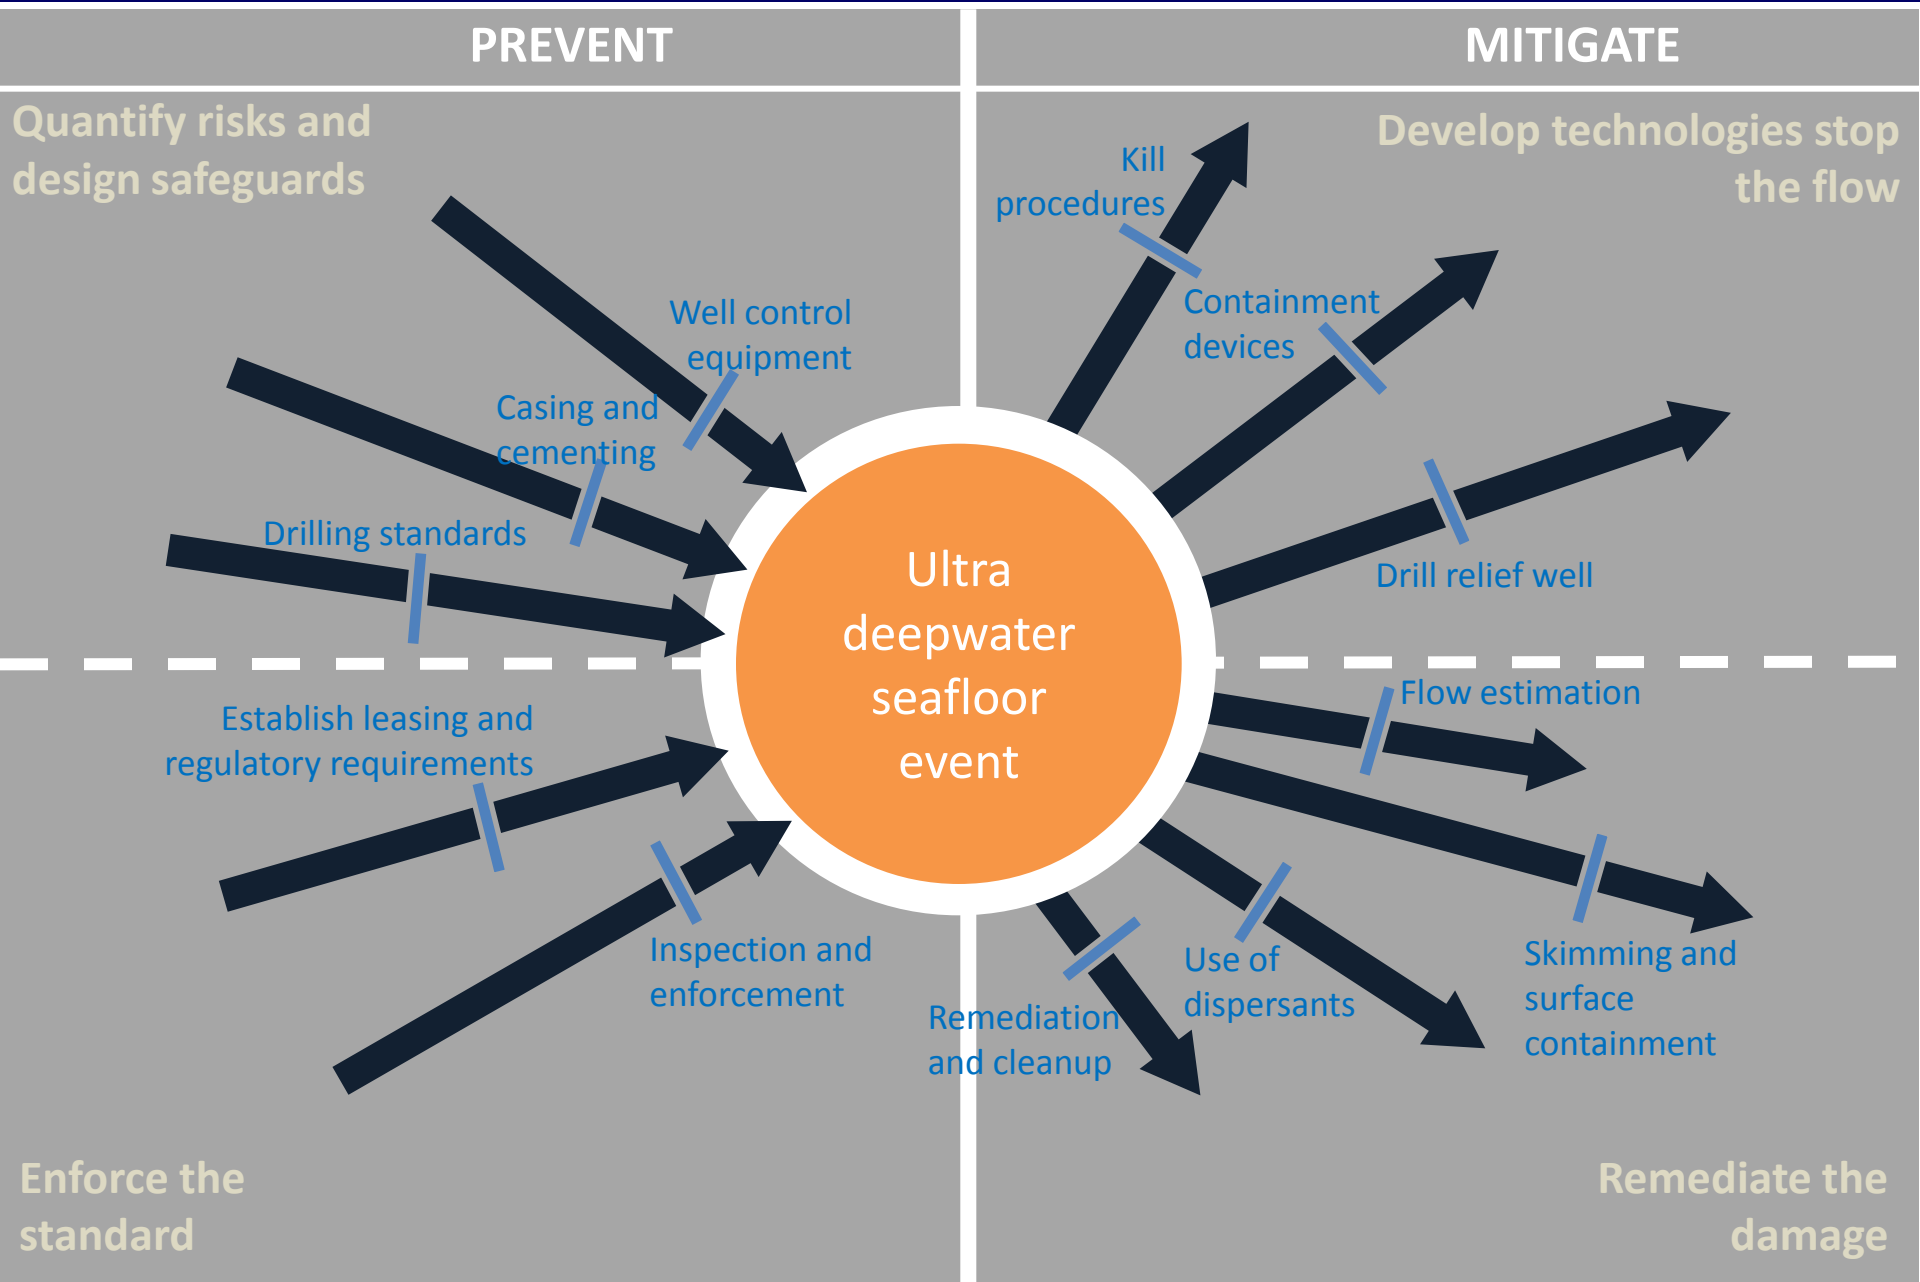 PREVENT
MITIGATE
Quantify risks and
design safeguards
Develop technologies stop
the flow
Kill
procedures
Containment
devices
Well control
equipment
Casing and
cementing
Drilling standards
Drill relief well
Ultra
deepwater
seafloor
event
Establish leasing and
regulatory requirements
Flow estimation
Inspection and
enforcement
Remediation
and cleanup
Use of
dispersants
Skimming and
surface
containment
Enforce the
standard
Remediate the
damage